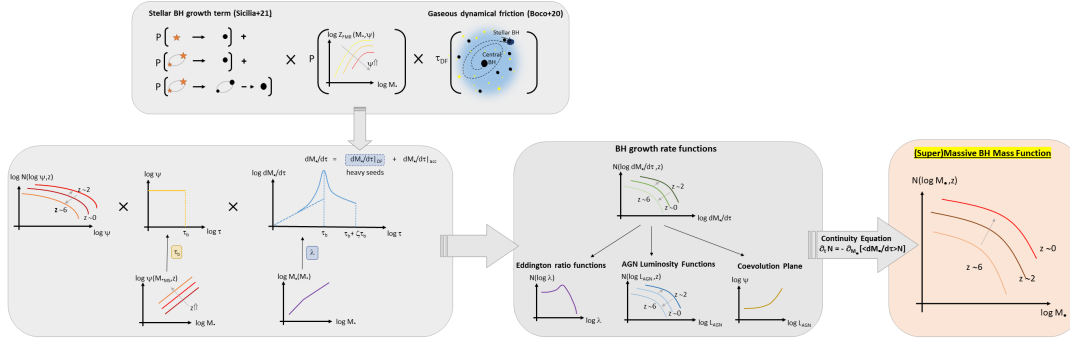 Stellar BH growth term (Sicilia+21)
Gaseous dynamical friction (Boco+20)
P
+
P
+
P
×
P
log Z_FMR (M⋆,ψ)
ψ⇑
log M⋆
×
τ_DF
Stellar BH
Central
BH
dM●/dτ = dM●/dτ|_DF + dM●/dτ|_acc
heavy seeds
log N(log ψ,z)
z ~2
z ~6
z ~0
log ψ
×
log ψ
τ_b
log τ
×
log dM●/dτ
τ_b
τ_b + ζτ_b
log τ
τ_b
λ
log ψ(M⋆MS,z)
z⇑
log M⋆
log M●(M⋆)
log M⋆
BH growth rate functions
N(log dM●/dτ ,z)
z ~2
z ~6
z ~0
log dM●/dτ
Eddington ratio functions
N(log λ)
log λ
AGN Luminosity Functions
N(log L_AGN,z)
z ~2
z ~6
z ~0
log L_AGN
Coevolution Plane
log ψ
log L_AGN
Continuity Equation
∂_t N = - ∂_M● [<dM●/dτ>N]
(Super)Massive BH Mass Function
N(log M●,z)
z ~0
z ~6
z ~2
log M●